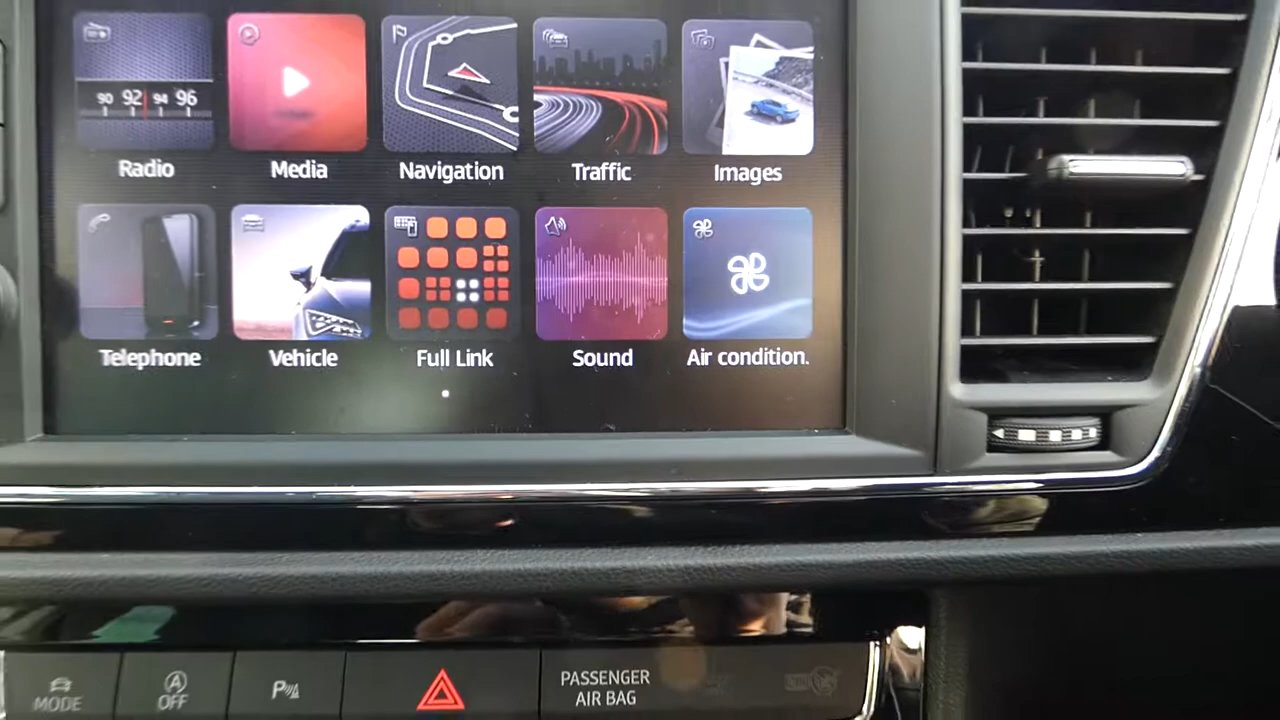 90 92 94 96
Radio
Media
Navigation
Traffic
Images
Telephone
Vehicle
Full Link
Sound
Air condition.
MODE
A
OFF
P
PASSENGER
AIR BAG